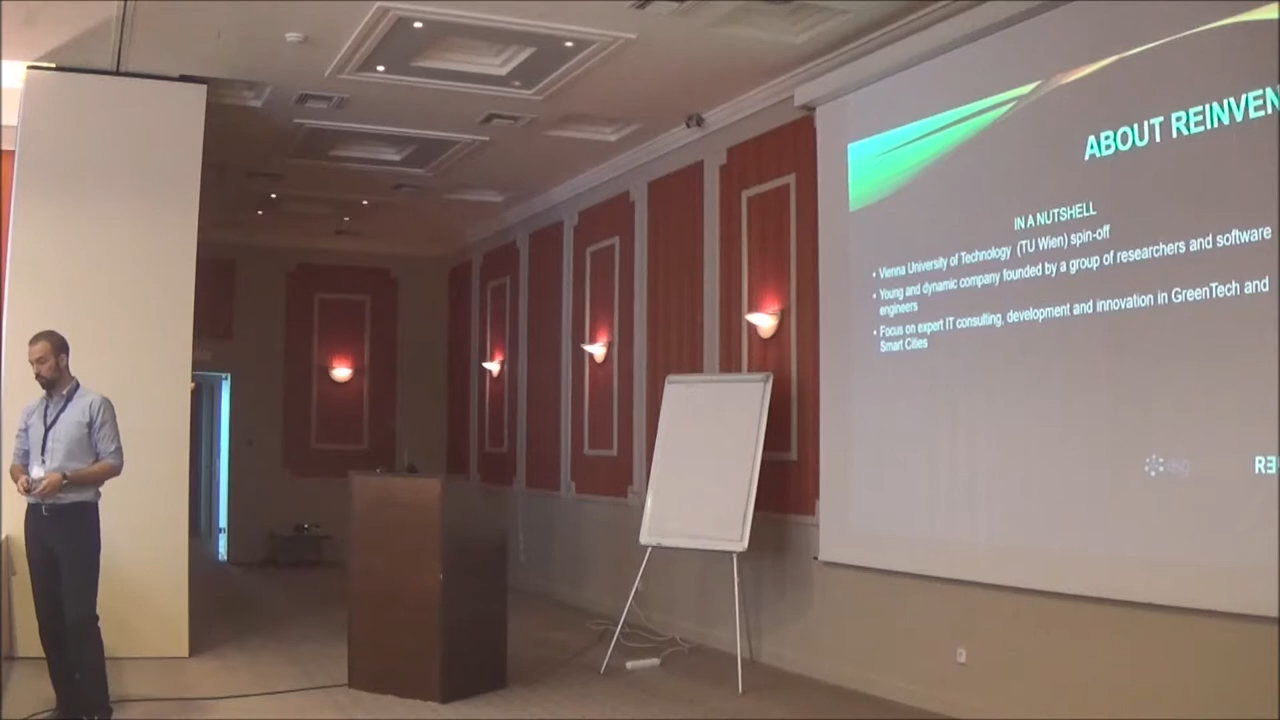 ABOUT REINVEN
IN A NUTSHELL
• Vienna University of Technology (TU Wien) spin-off
• Young and dynamic company founded by a group of researchers and software
engineers
• Focus on expert IT consulting, development and innovation in GreenTech and
Smart Cities